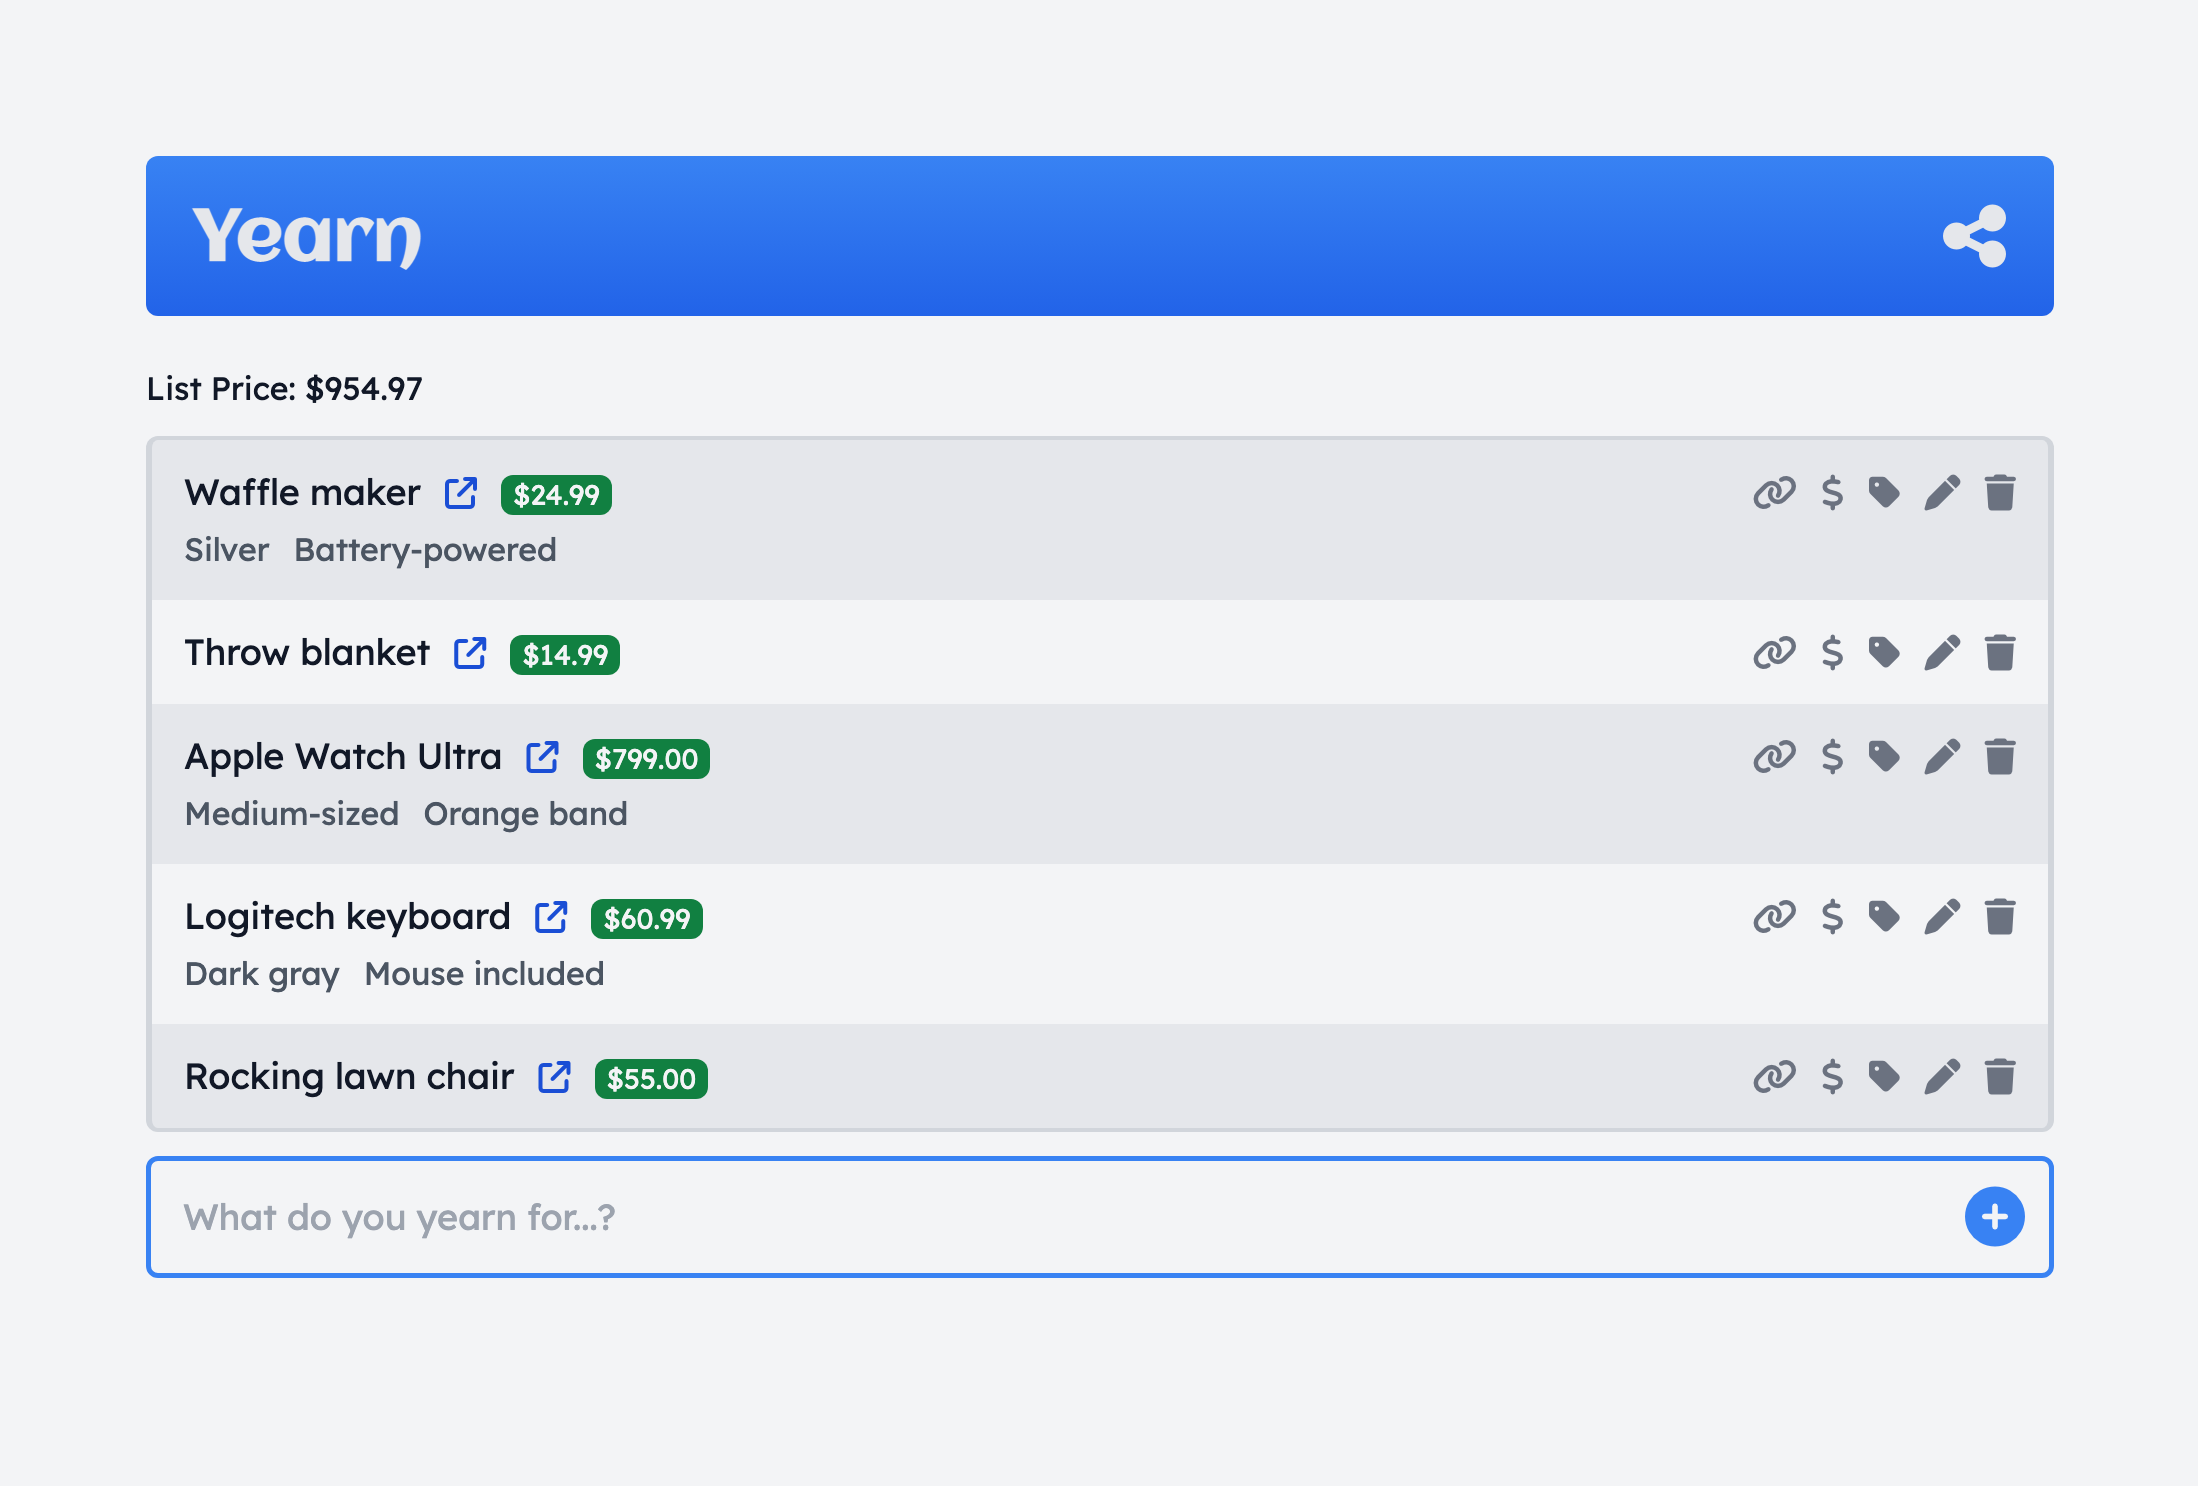 Yearn
List Price: $954.97
Waffle maker $24.99
Silver Battery-powered
Throw blanket $14.99
Apple Watch Ultra $799.00
Medium-sized Orange band
Logitech keyboard $60.99
Dark gray Mouse included
Rocking lawn chair $55.00
What do you yearn for...?